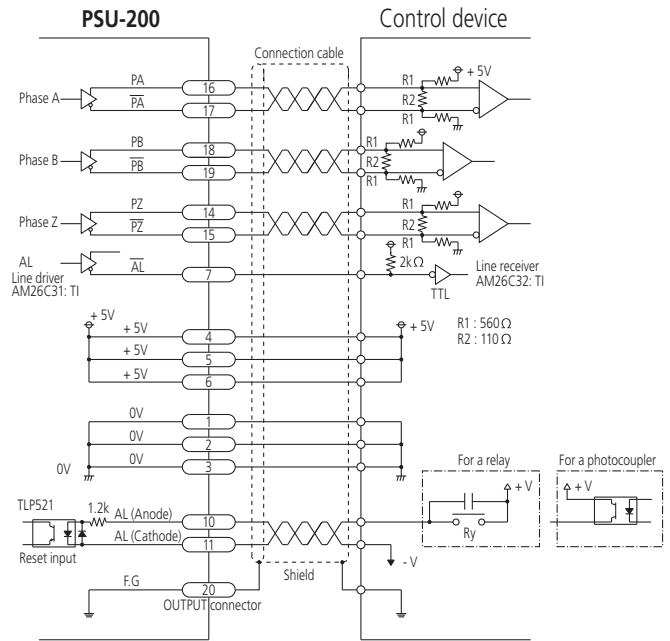 PSU-200
Control device
Connection cable
Phase A
PA
16
R1
+ 5V
PA
17
R2
R1
Phase B
PB
18
R1
PB
19
R2
R1
Phase Z
PZ
14
R1
PZ
15
R2
R1
AL
AL
7
2kΩ
TTL
Line driver
AM26C31: TI
Line receiver
AM26C32: TI
R1 : 560Ω
R2 : 110Ω
+ 5V
+ 5V
4
+ 5V
+ 5V
5
+ 5V
6
0V
1
0V
2
0V
0V
3
For a relay
For a photocoupler
+ V
+ V
Ry
TLP521
1.2k
AL (Anode)
10
AL (Cathode)
11
- V
Reset input
Shield
F.G
20
OUTPUT connector